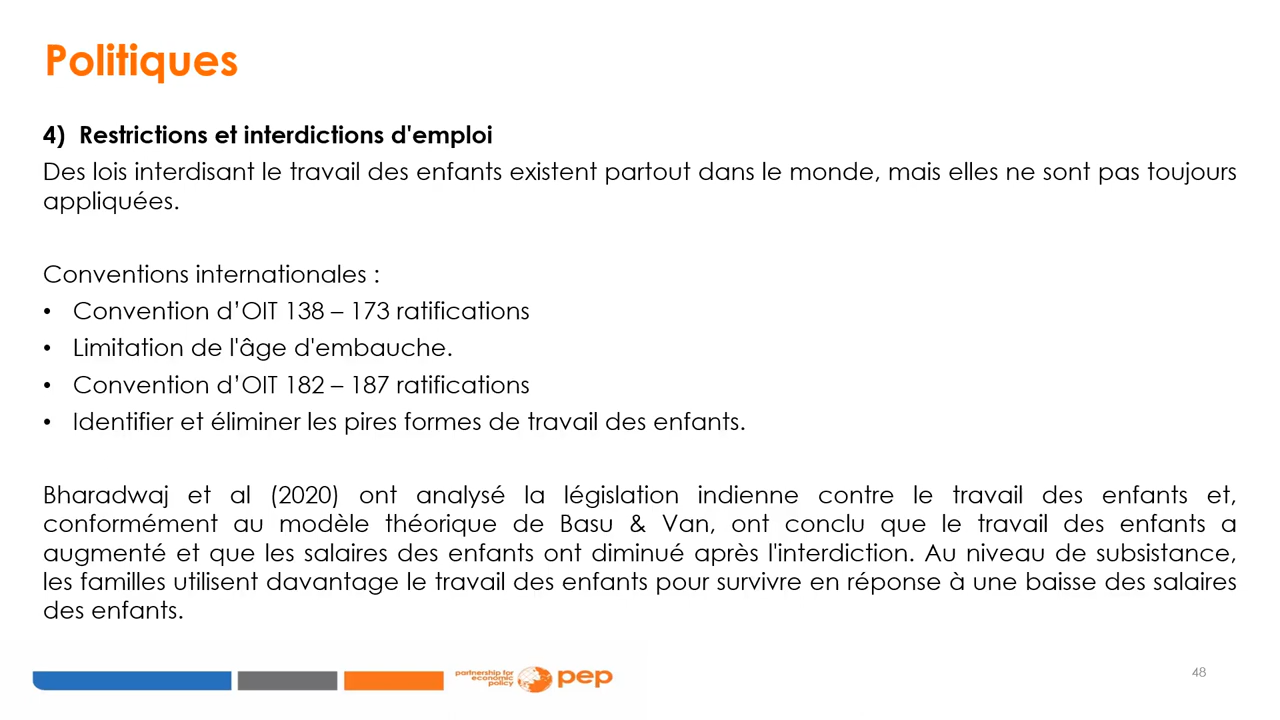 Politiques
4) Restrictions et interdictions d'emploi
Des lois interdisant le travail des enfants existent partout dans le monde, mais elles ne sont pas toujours
appliquées.
Conventions internationales :
• Convention d’OIT 138 – 173 ratifications
• Limitation de l'âge d'embauche.
• Convention d’OIT 182 – 187 ratifications
• Identifier et éliminer les pires formes de travail des enfants.
Bharadwaj et al (2020) ont analysé la législation indienne contre le travail des enfants et,
conformément au modèle théorique de Basu & Van, ont conclu que le travail des enfants a
augmenté et que les salaires des enfants ont diminué après l'interdiction. Au niveau de subsistance,
les familles utilisent davantage le travail des enfants pour survivre en réponse à une baisse des salaires
des enfants.
partnership for
economic
policy
pep
48